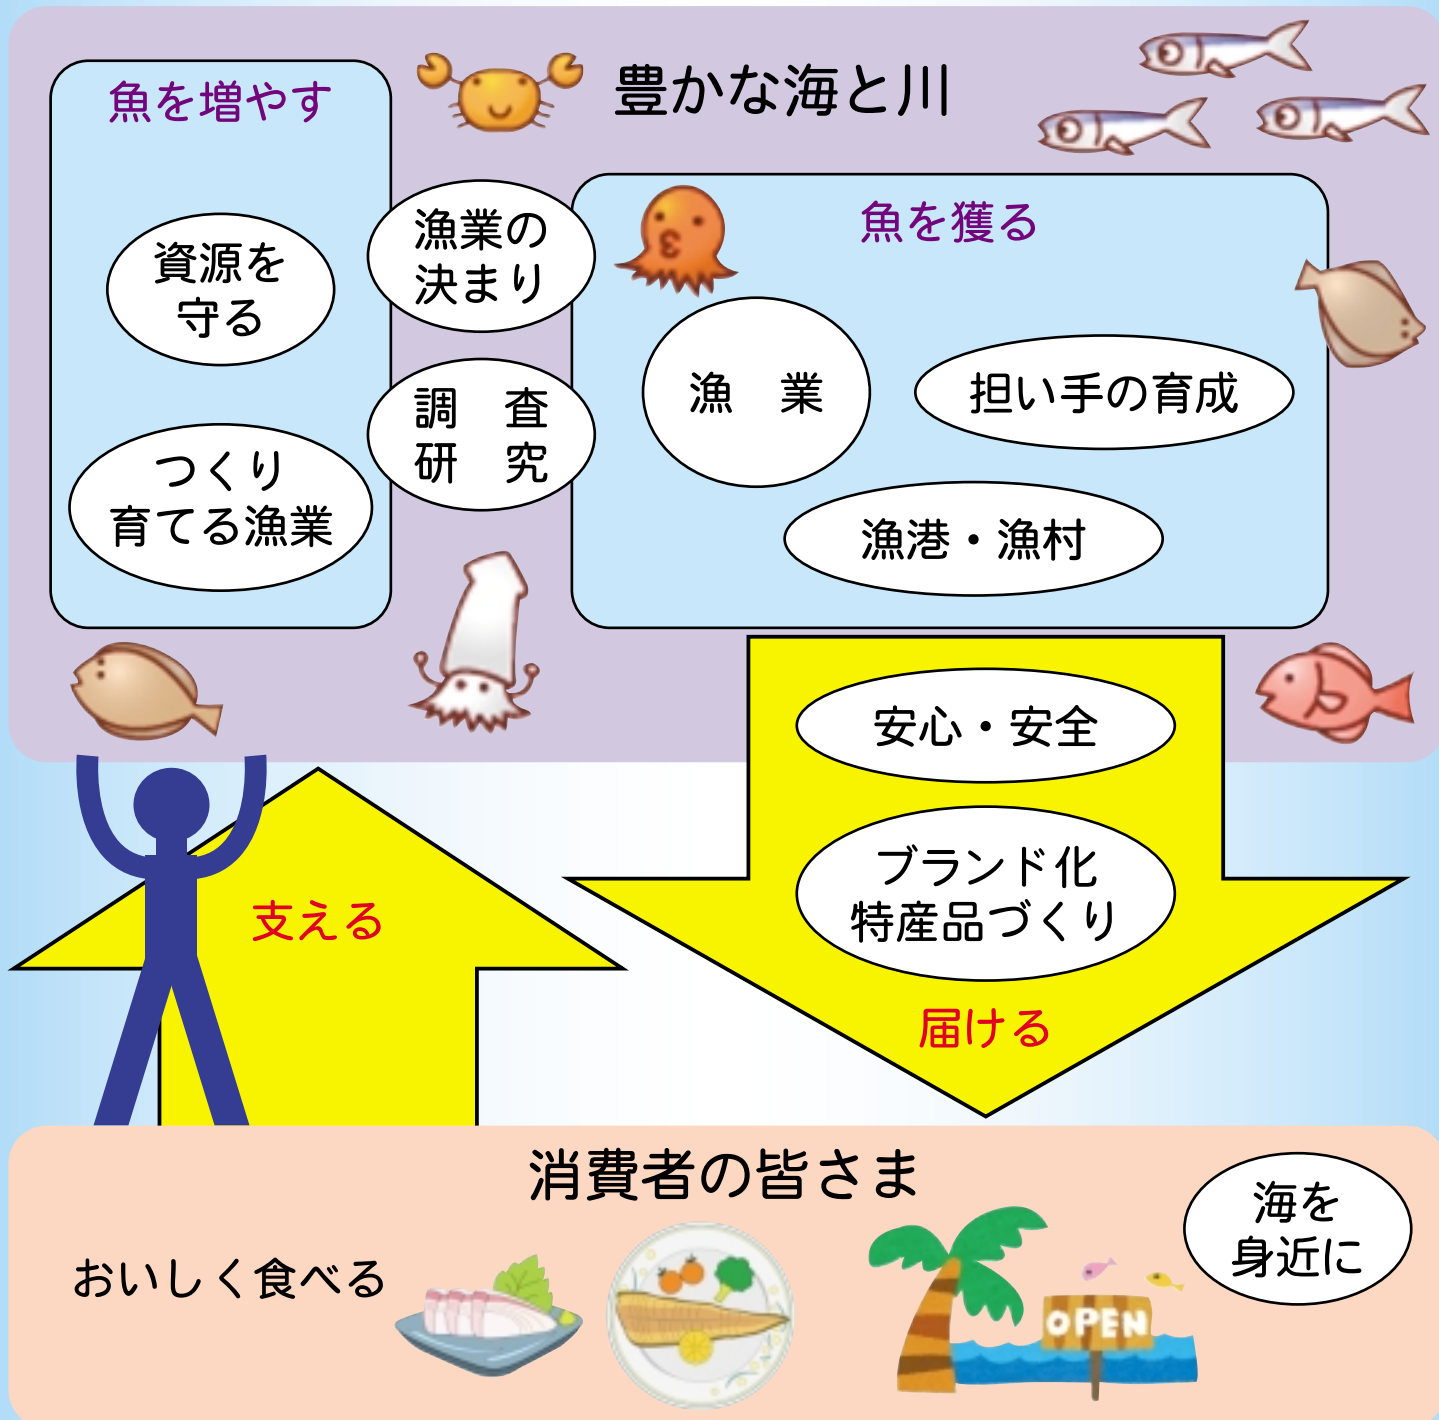 豊かな海と川
魚を増やす
資源を
守る
つくり
育てる漁業
漁業の
決まり
調　査
研　究
魚を獲る
漁　業
担い手の育成
漁港・漁村
安心・安全
ブランド化
特産品づくり
届ける
支える
消費者の皆さま
おいしく食べる
OPEN
海を
身近に